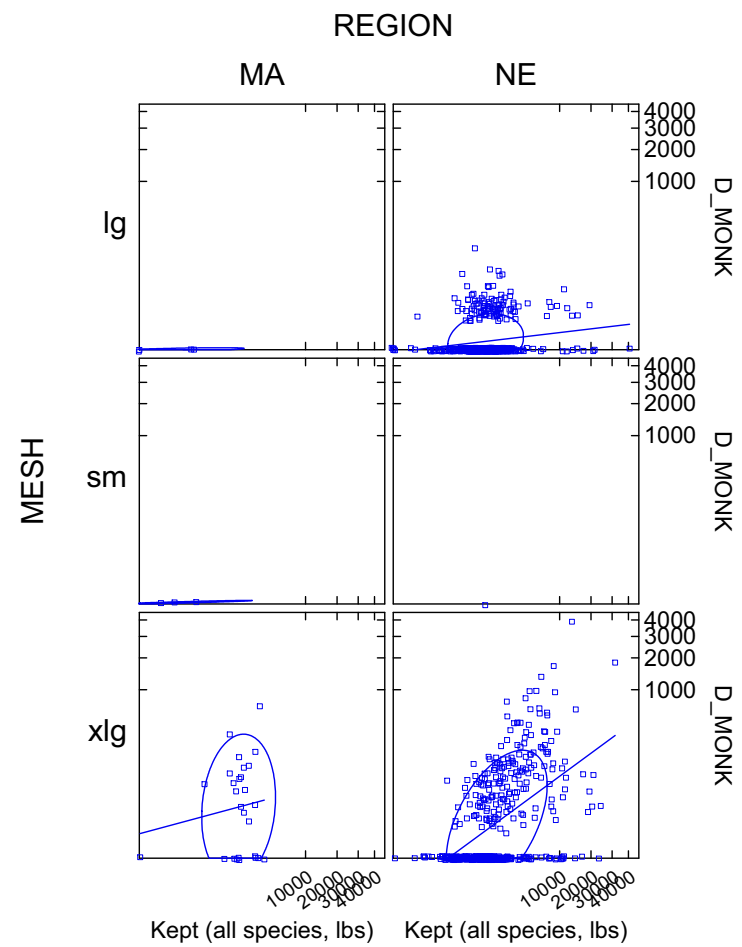 REGION
MA NE
4000
3000
2000
1000
lg
D_MONK
4000
3000
2000
1000
sm
D_MONK
MESH
4000
3000
2000
1000
xlg
D_MONK
10000 20000 30000 40000 10000 20000 30000 40000
Kept (all species, lbs) Kept (all species, lbs)